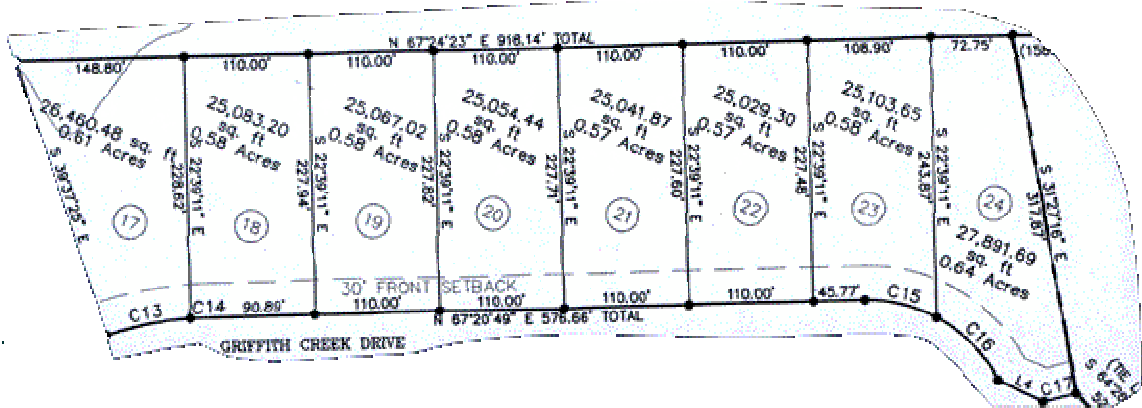 N 67°24'23" E 918.14' TOTAL
148.80'
110.00'
110.00'
110.00'
110.00'
110.00'
108.90'
72.75'
26,460.48 sq. ft
0.61 Acres
25,083.20
sq. ft
0.58 Acres
25,067.02
sq. ft
0.58 Acres
25,054.44
sq. ft
0.58 Acres
25,041.87
sq. ft
0.57 Acres
25,029.30
sq. ft
0.57 Acres
25,103.65
sq. ft
0.58 Acres
27,891.69
sq. ft
0.64 Acres
S 39°37'25" E
S 22°39'11" E
228.62'
S 22°39'11" E
227.94'
S 22°39'11" E
227.82'
S 22°39'11" E
227.71'
S 22°39'11" E
227.60'
S 22°39'11" E
227.48'
S 22°39'11" E
243.87'
S 31°27'16" E
317.87'
17
18
19
20
21
22
23
24
30' FRONT SETBACK
C13
C14
90.89'
110.00'
110.00'
110.00'
110.00'
45.77'
C15
C16
L4
C17
N 67°20'49" E 576.66' TOTAL
GRIFFITH CREEK DRIVE
(TIE